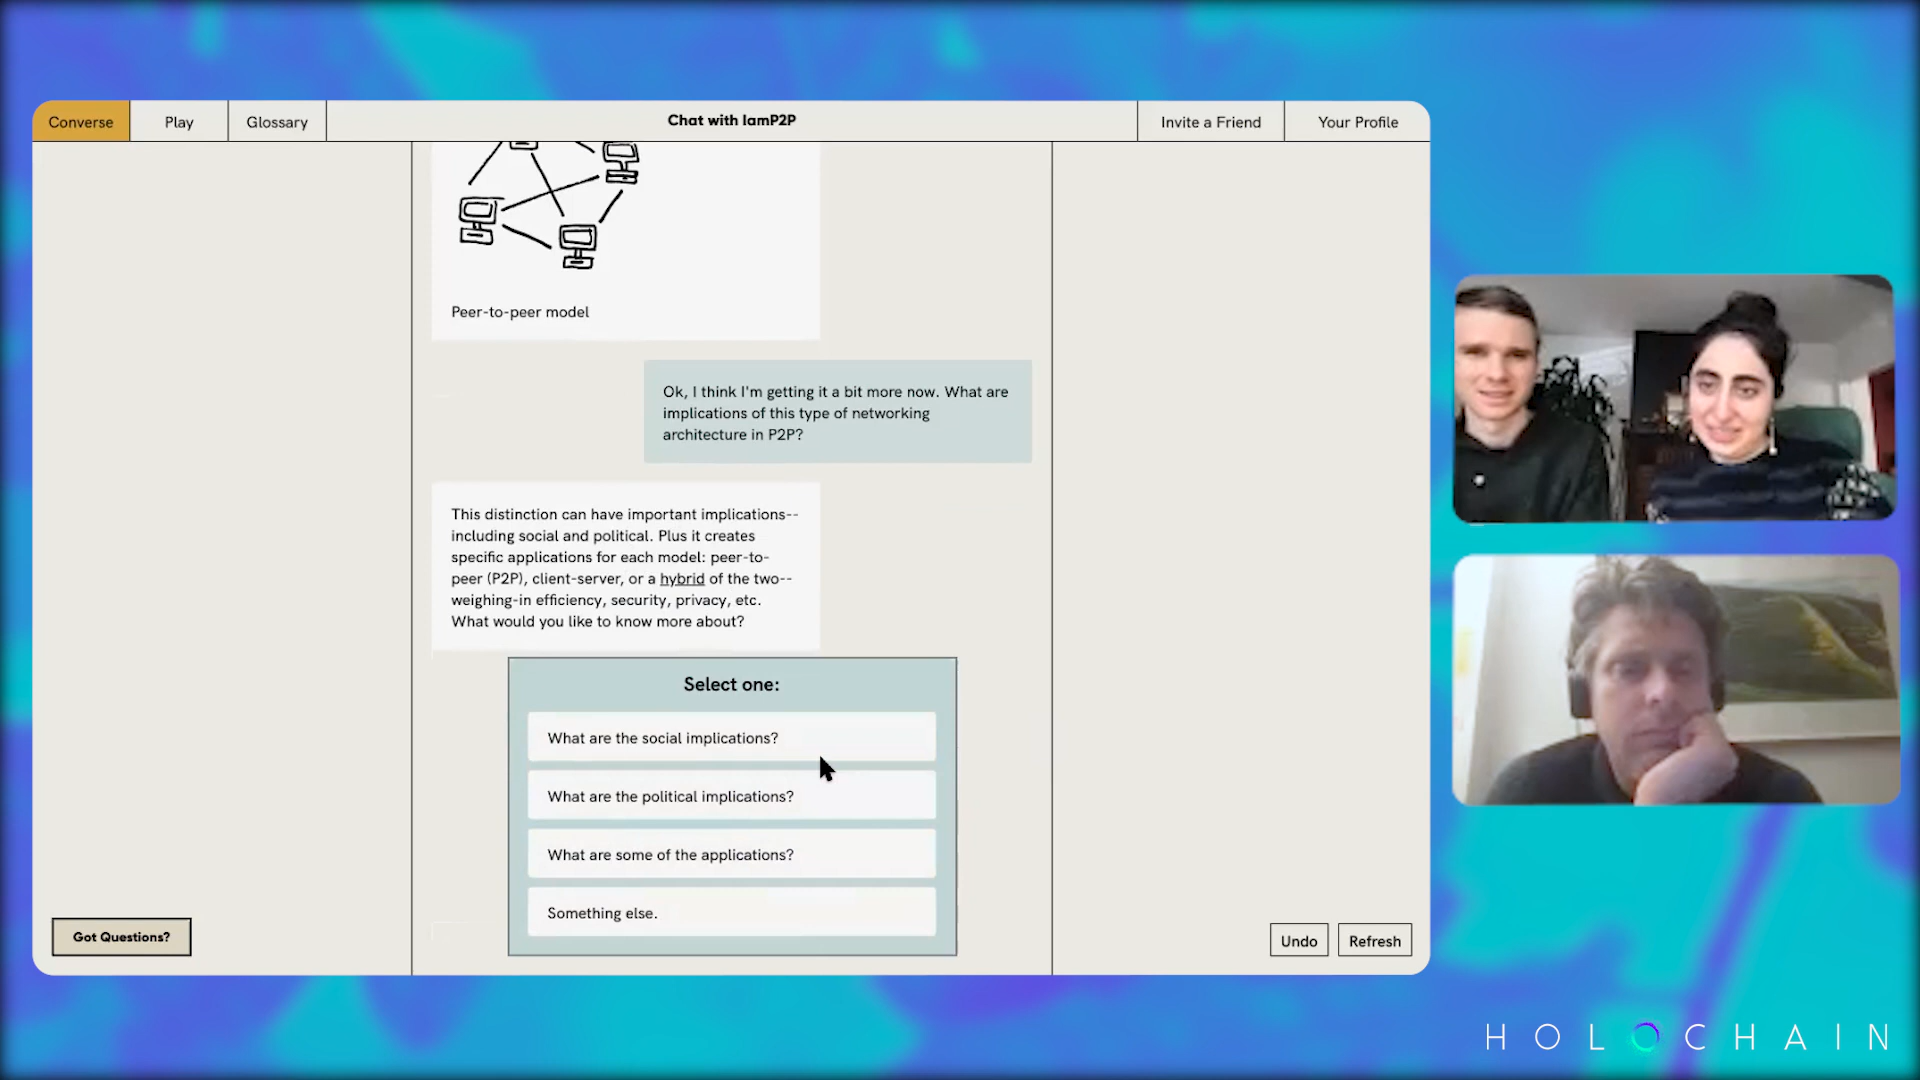 Converse
Play
Glossary
Chat with IamP2P
Invite a Friend
Your Profile
Peer-to-peer model
Ok, I think I'm getting it a bit more now. What are
implications of this type of networking
architecture in P2P?
This distinction can have important implications--
including social and political. Plus it creates
specific applications for each model: peer-to-
peer (P2P), client-server, or a hybrid of the two--
weighing-in efficiency, security, privacy, etc.
What would you like to know more about?
Select one:
What are the social implications?
What are the political implications?
What are some of the applications?
Something else.
Got Questions?
Undo
Refresh
HOLOCHAIN